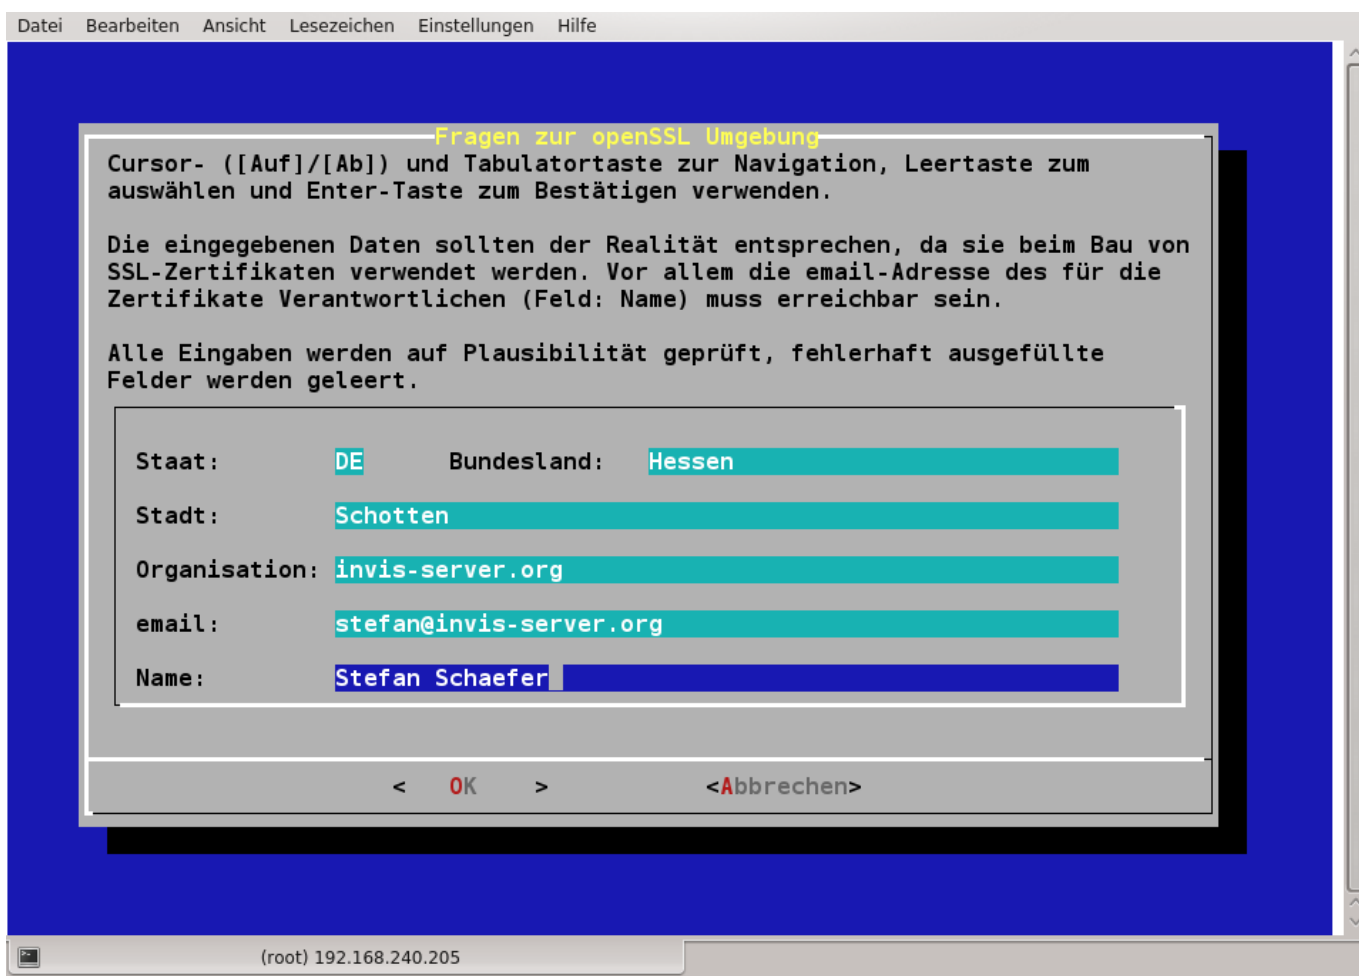 Datei Bearbeiten Ansicht Lesezeichen Einstellungen Hilfe
Fragen zur openSSL Umgebung
Cursor- ([Auf]/[Ab]) und Tabulatortaste zur Navigation, Leertaste zum
auswählen und Enter-Taste zum Bestätigen verwenden.
Die eingegebenen Daten sollten der Realität entsprechen, da sie beim Bau von
SSL-Zertifikaten verwendet werden. Vor allem die email-Adresse des für die
Zertifikate Verantwortlichen (Feld: Name) muss erreichbar sein.
Alle Eingaben werden auf Plausibilität geprüft, fehlerhaft ausgefüllte
Felder werden geleert.
Staat: DE Bundesland: Hessen
Stadt: Schotten
Organisation: invis-server.org
email: stefan@invis-server.org
Name: Stefan Schaefer
< OK > <Abbrechen>
(root) 192.168.240.205